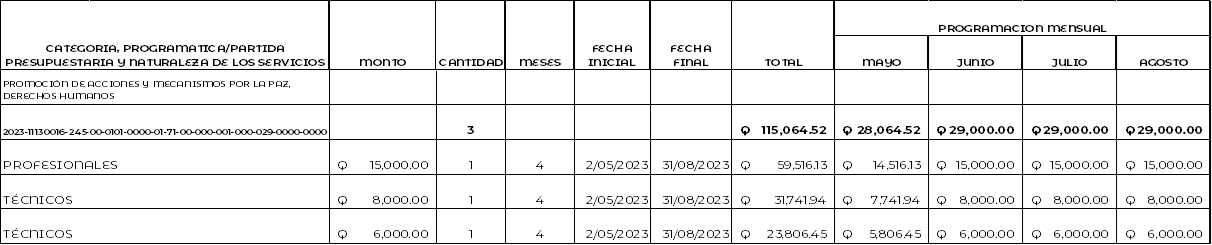 PROGRAMACION MENSUAL
CATEGORIA, PROGRAMATICA/PARTIDA
PRESUPUESTARIA Y NATURALEZA DE LOS SERVICIOS MONTO CANTIDAD MESES FECHA INICIAL FECHA FINAL TOTAL MAYO JUNIO JULIO AGOSTO
PROMOCIÓN DE ACCIONES Y MECANISMOS POR LA PAZ,
DERECHOS HUMANOS
2023-11130016-245-00-0101-0000-01-71-00-000-001-000-029-0000-0000 3 Q 115,064.52 Q 28,064.52 Q 29,000.00 Q 29,000.00 Q 29,000.00
PROFESIONALES Q 15,000.00 1 4 2/05/2023 31/08/2023 Q 59,516.13 Q 14,516.13 Q 15,000.00 Q 15,000.00 Q 15,000.00
TÉCNICOS Q 8,000.00 1 4 2/05/2023 31/08/2023 Q 31,741.94 Q 7,741.94 Q 8,000.00 Q 8,000.00 Q 8,000.00
TÉCNICOS Q 6,000.00 1 4 2/05/2023 31/08/2023 Q 23,806.45 Q 5,806.45 Q 6,000.00 Q 6,000.00 Q 6,000.00